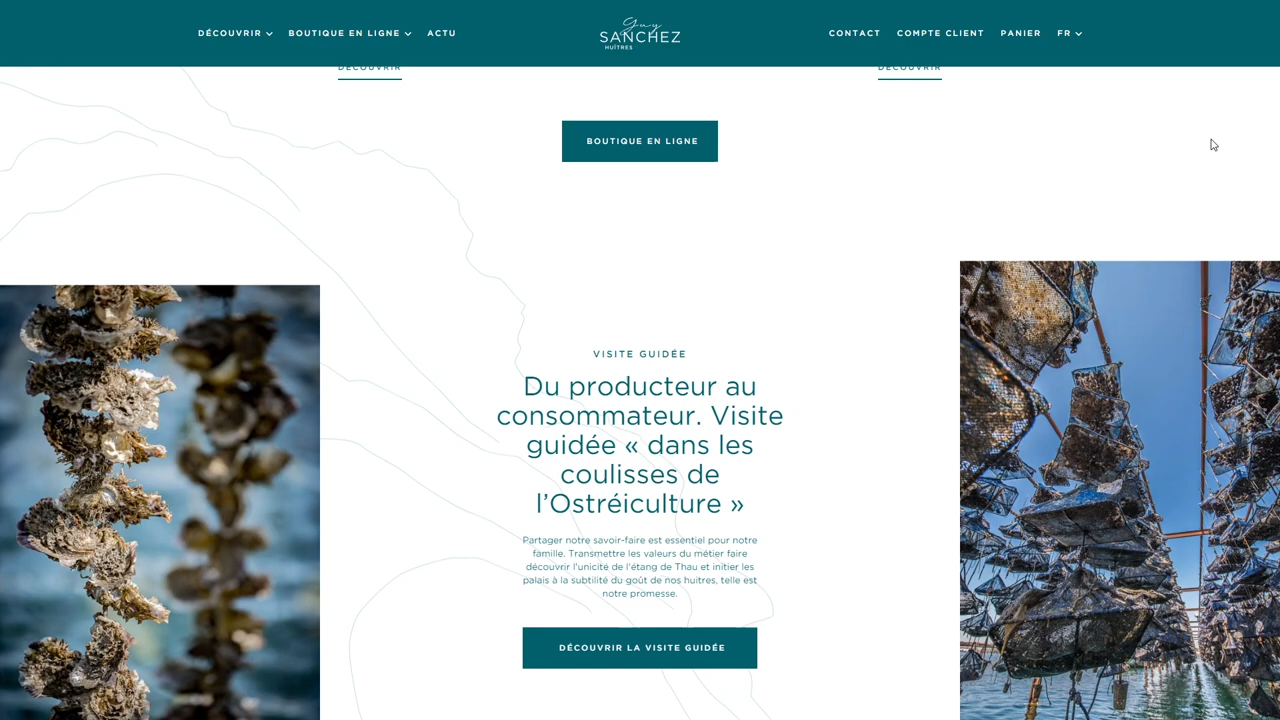 DÉCOUVRIR
BOUTIQUE EN LIGNE
ACTU
Guy
SANCHEZ
HUÎTRES
CONTACT
COMPTE CLIENT
PANIER
FR
DÉCOUVRIR
DÉCOUVRIR
BOUTIQUE EN LIGNE
VISITE GUIDÉE
Du producteur au
consommateur. Visite
guidée « dans les
coulisses de
l’Ostréiculture »
Partager notre savoir-faire est essentiel pour notre
famille. Transmettre les valeurs du métier faire
découvrir l'unicité de l'étang de Thau et initier les
palais à la subtilité du goût de nos huitres, telle est
notre promesse.
DÉCOUVRIR LA VISITE GUIDÉE